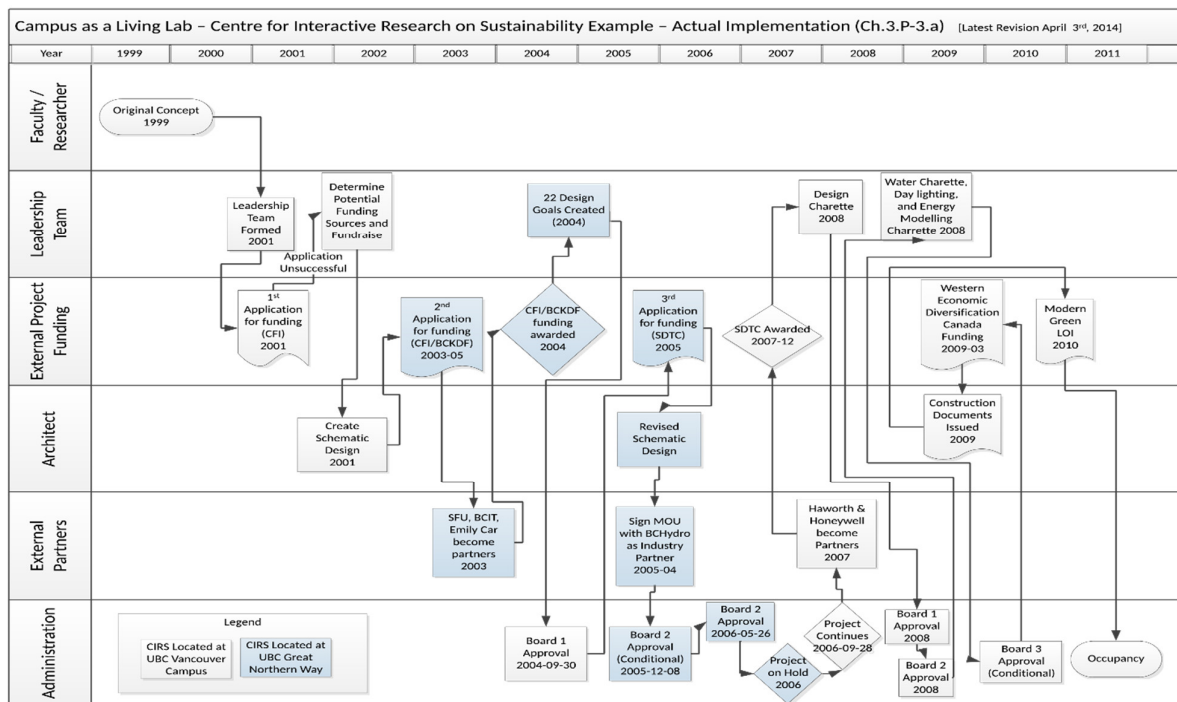 Campus as a Living Lab – Centre for Interactive Research on Sustainability Example – Actual Implementation (Ch.3.P-3.a) [Latest Revision April 3rd, 2014]
Year 1999 2000 2001 2002 2003 2004 2005 2006 2007 2008 2009 2010 2011
Faculty /
Researcher
Original Concept
1999
Leadership
Team
Leadership
Team
Formed
2001
Determine
Potential
Funding
Sources and
Fundraise
Application
Unsuccessful
22 Design
Goals Created
(2004)
Design
Charette
2008
Water Charette,
Day lighting,
and Energy
Modelling
Charrette 2008
External Project
Funding
1st
Application
for funding
(CFI)
2001
2nd
Application
for funding
(CFI/BCKDF)
2003-05
CFI/BCKDF
funding
awarded
2004
3rd
Application
for funding
(SDTC)
2005
SDTC Awarded
2007-12
Western
Economic
Diversification
Canada
Funding
2009-03
Modern
Green
LOI
2010
Architect
Create
Schematic
Design
2001
Revised
Schematic
Design
Construction
Documents
Issued
2009
External
Partners
SFU, BCIT,
Emily Car
become
partners
2003
Sign MOU
with BCHydro
as Industry
Partner
2005-04
Haworth &
Honeywell
become
Partners
2007
Administration
Legend
CIRS Located at
UBC Vancouver
Campus
CIRS Located at
UBC Great
Northern Way
Board 1
Approval
2004-09-30
Board 2
Approval
(Conditional)
2005-12-08
Board 2
Approval
2006-05-26
Project
on Hold
2006
Project
Continues
2006-09-28
Board 1
Approval
2008
Board 2
Approval
2008
Board 3
Approval
(Conditional)
Occupancy